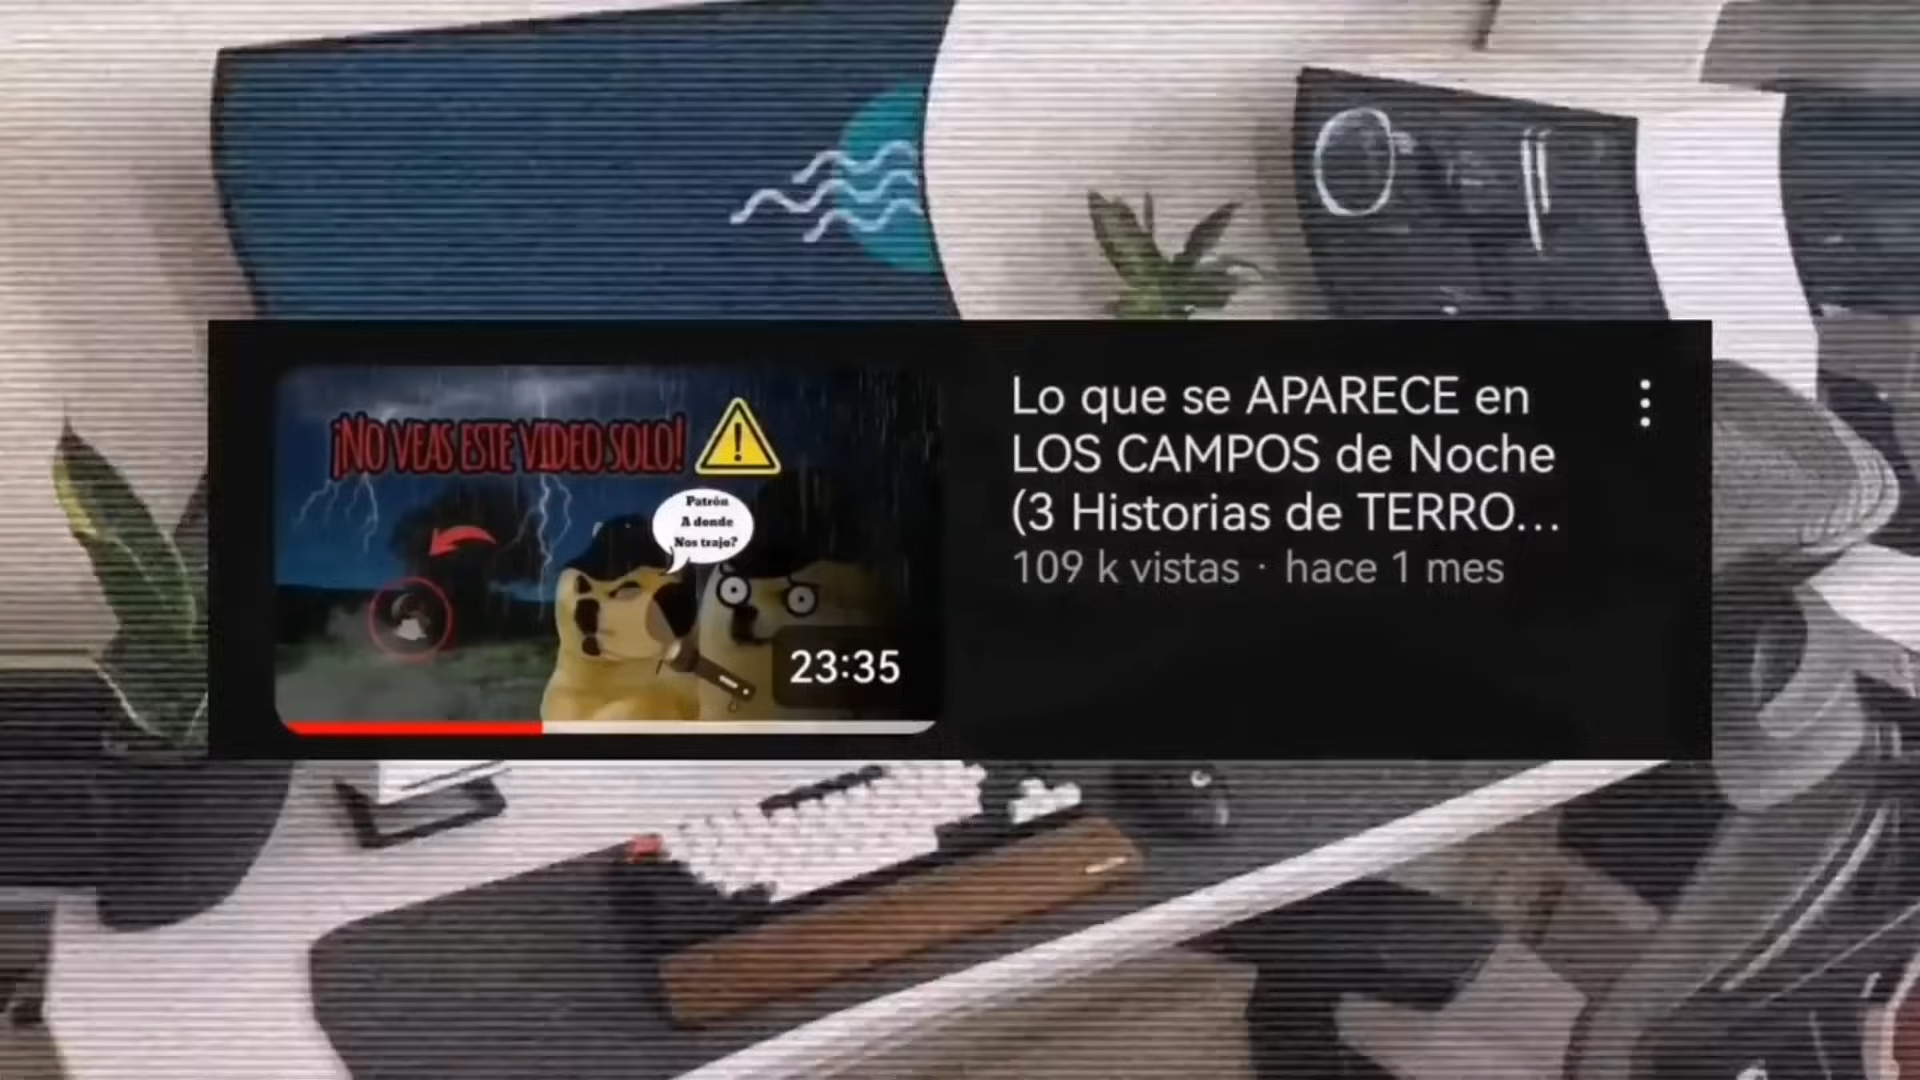 ¡NO VEAS ESTE VIDEO SOLO!
Patrón
A donde
Nos trajo?
23:35
Lo que se APARECE en
LOS CAMPOS de Noche
(3 Historias de TERRO...
109 k vistas · hace 1 mes